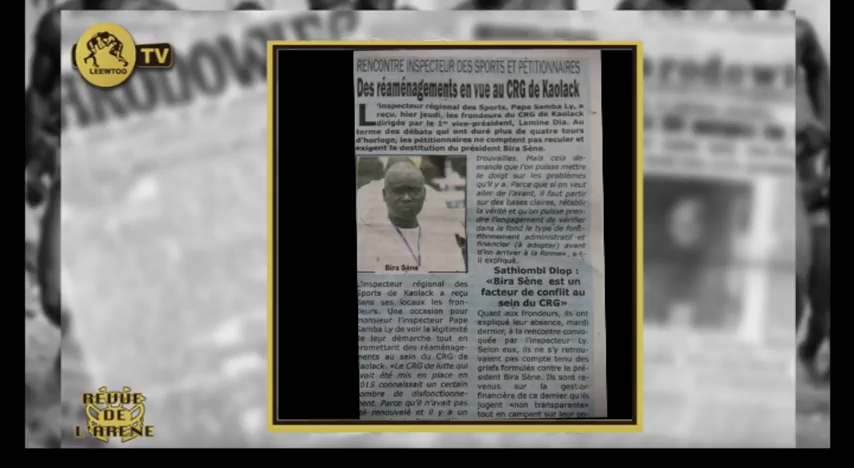 LEEWTOO
TV
RENCONTRE INSPECTEUR DES SPORTS ET PÉTITIONNAIRES
Des réaménagements en vue au CRG de Kaolack
L'inspecteur régional des Sports, Papa Samba Ly, a
reçu, hier jeudi, les frondeurs du CRG de Kaolack
dirigés par le 1er vice-président, Lamine Dia. Au
terme des débats qui ont duré plus de quatre tours
d'horloge, les pétitionnaires ne comptent pas reculer et
exigent la destitution du président Bira Sène.
Bira Sène
L'inspecteur régional des
Sports de Kaolack a reçu
dans ses locaux les fron-
deurs. Une occasion pour
monsieur l'inspecteur Pape
Samba Ly de voir la légitimité
de leur démarche tout en
promettant des réaménage-
ments au sein du CRG de
Kaolack. «Le CRG de lutte qui
avait été mis en place en
2015 connaissait un certain
nombre de disfonctionne-
ment. Parce qu'il n'avait pas
été renouvelé et il y a un
trouvailles. Mais cela de-
mande que l'on puisse mettre
le doigt sur les problèmes
qu'il y a. Parce que si on veut
aller de l'avant, il faut partir
sur des bases claires, rétablir
la vérité et qu'on puisse pren-
dre l'engagement de vérifier
dans le fond le type de fonc-
tionnement administratif et
financier (à adopter) avant
d'en arriver à la forme», a-t-
il expliqué.
Sathiombi Diop :
«Bira Sène est un
facteur de conflit au
sein du CRG»
Quant aux frondeurs, ils ont
expliqué leur absence, mardi
dernier, à la rencontre convo-
quée par l'inspecteur Ly.
Selon eux, ils ne s'y retrou-
vaient pas compte tenu des
griefs formulés contre le pré-
sident Bira Sène. Ils sont re-
venus sur la gestion
financière de ce dernier qu'ils
jugent «non transparente»
tout en campant sur leur po-
REVUE
DE
L'ARENE